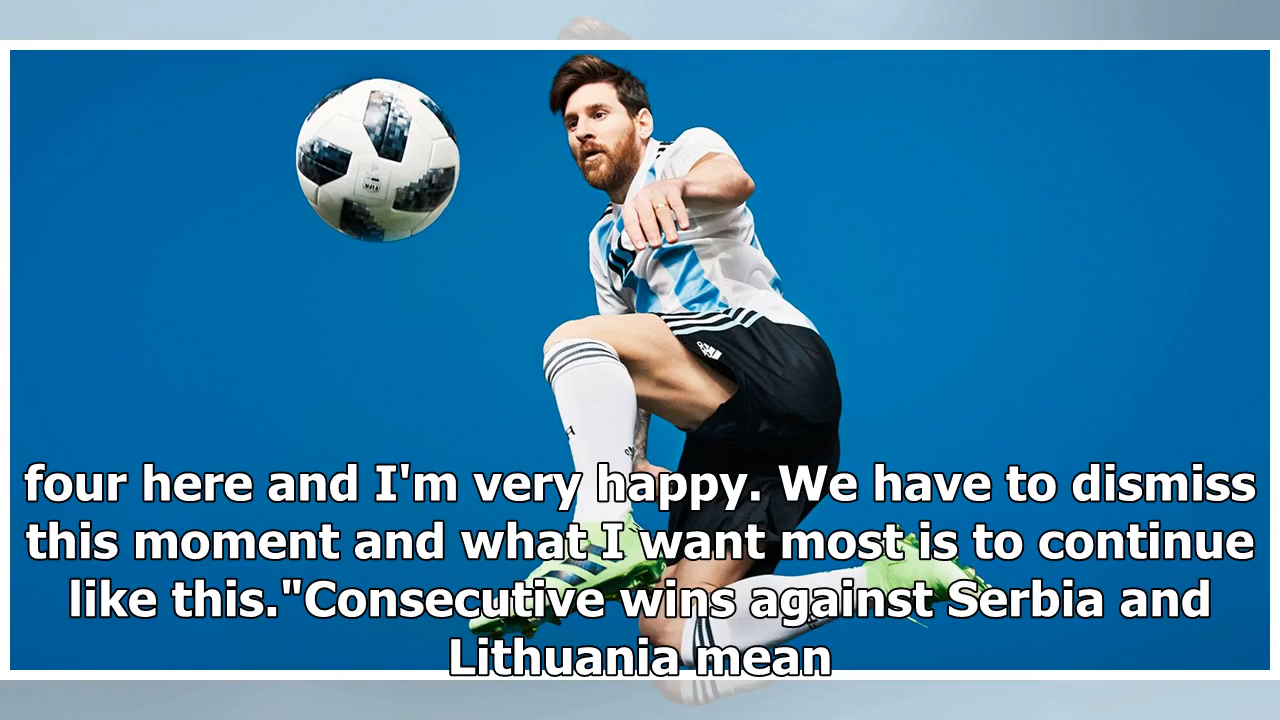 four here and I'm very happy. We have to dismiss
this moment and what I want most is to continue
like this."Consecutive wins against Serbia and
Lithuania mean